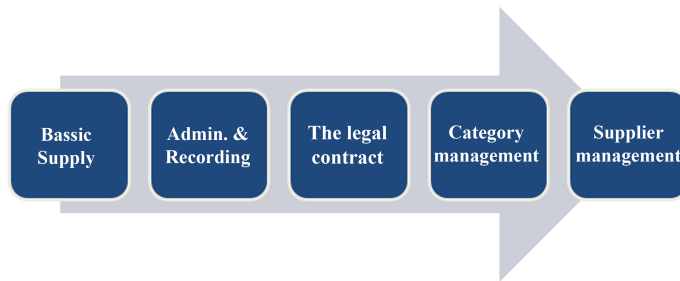 Bassic
Supply
Admin. &
Recording
The legal
contract
Category
management
Supplier
management